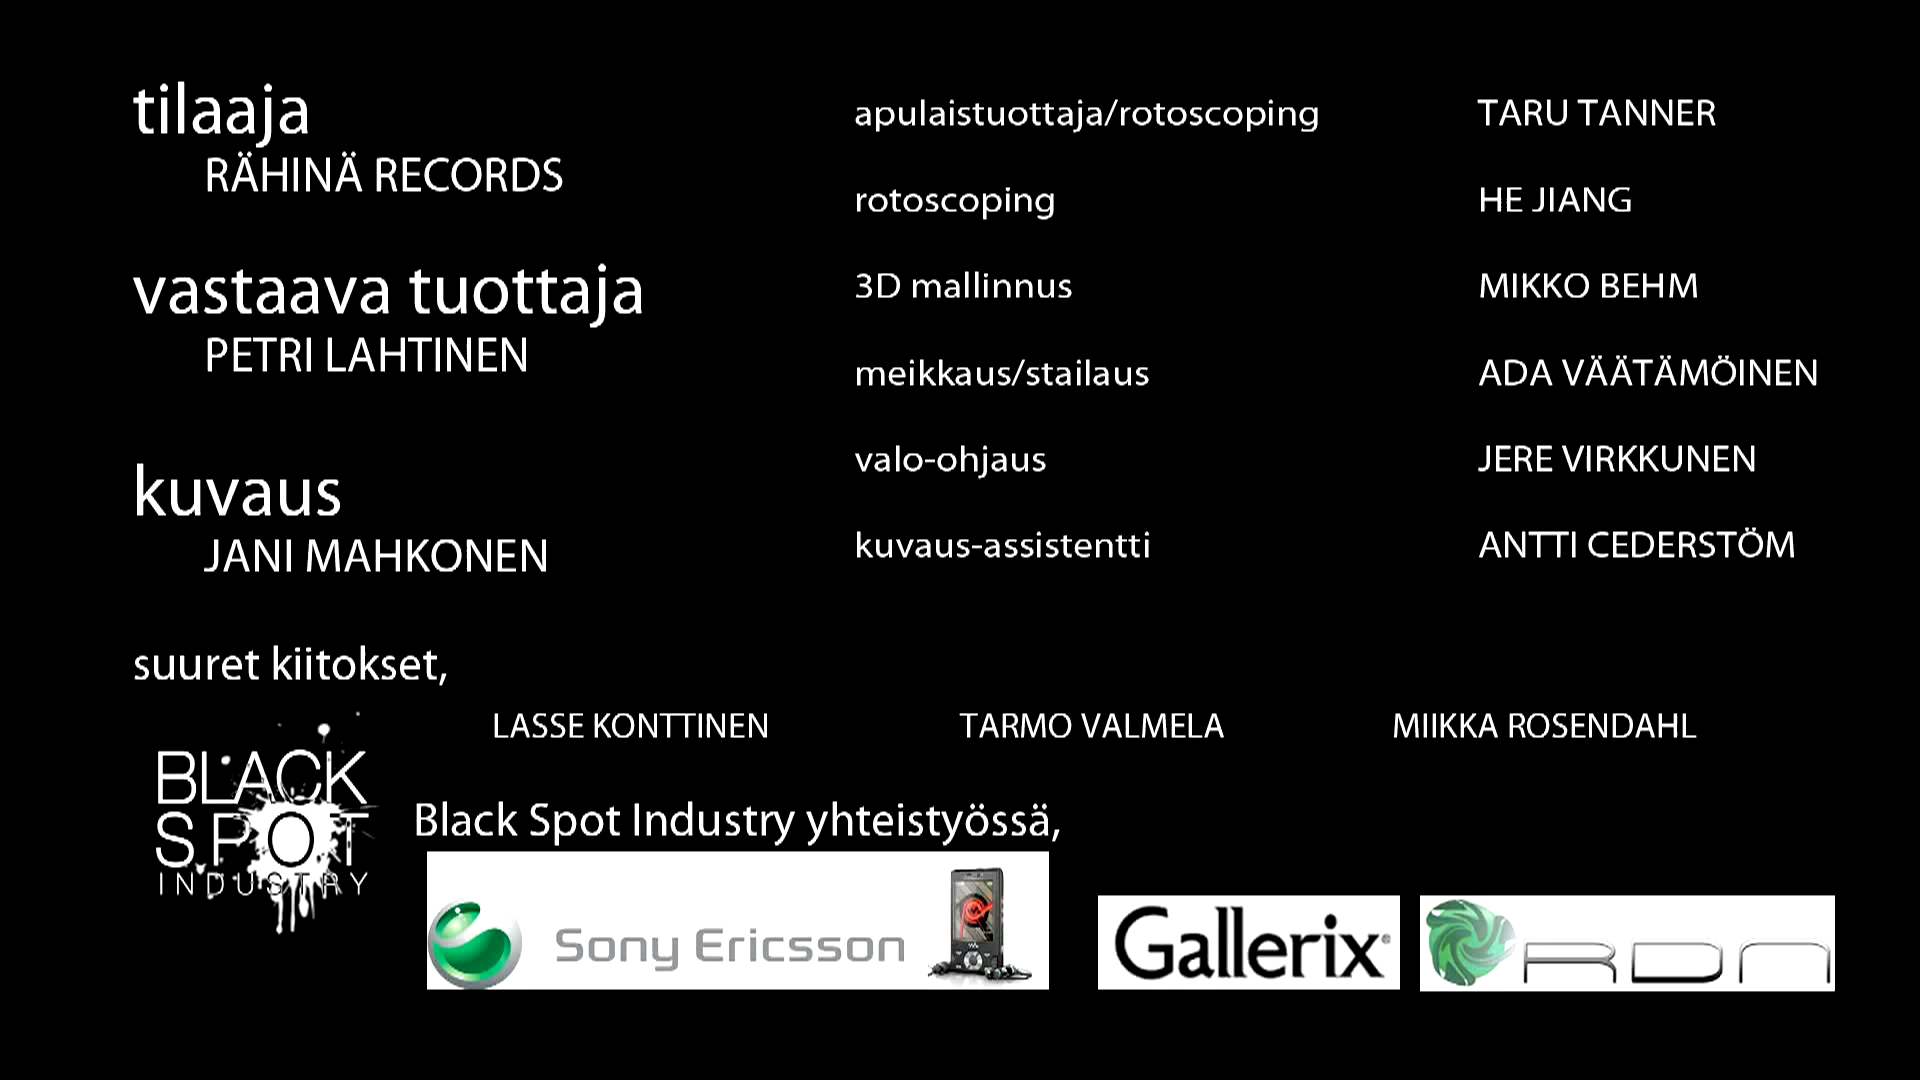 tilaaja
RÄHINÄ RECORDS
vastaava tuottaja
PETRI LAHTINEN
kuvaus
JANI MAHKONEN
apulaistuottaja/rotoscoping TARU TANNER
rotoscoping HE JIANG
3D mallinnus MIKKO BEHM
meikkaus/stailaus ADA VÄÄTÄMÖINEN
valo-ohjaus JERE VIRKKUNEN
kuvaus-assistentti ANTTI CEDERSTÖM
suuret kiitokset,
LASSE KONTTINEN TARMO VALMELA MIIKKA ROSENDAHL
BLACK
SPOT
INDUSTRY
Black Spot Industry yhteistyössä,
Sony Ericsson
Gallerix
RDN